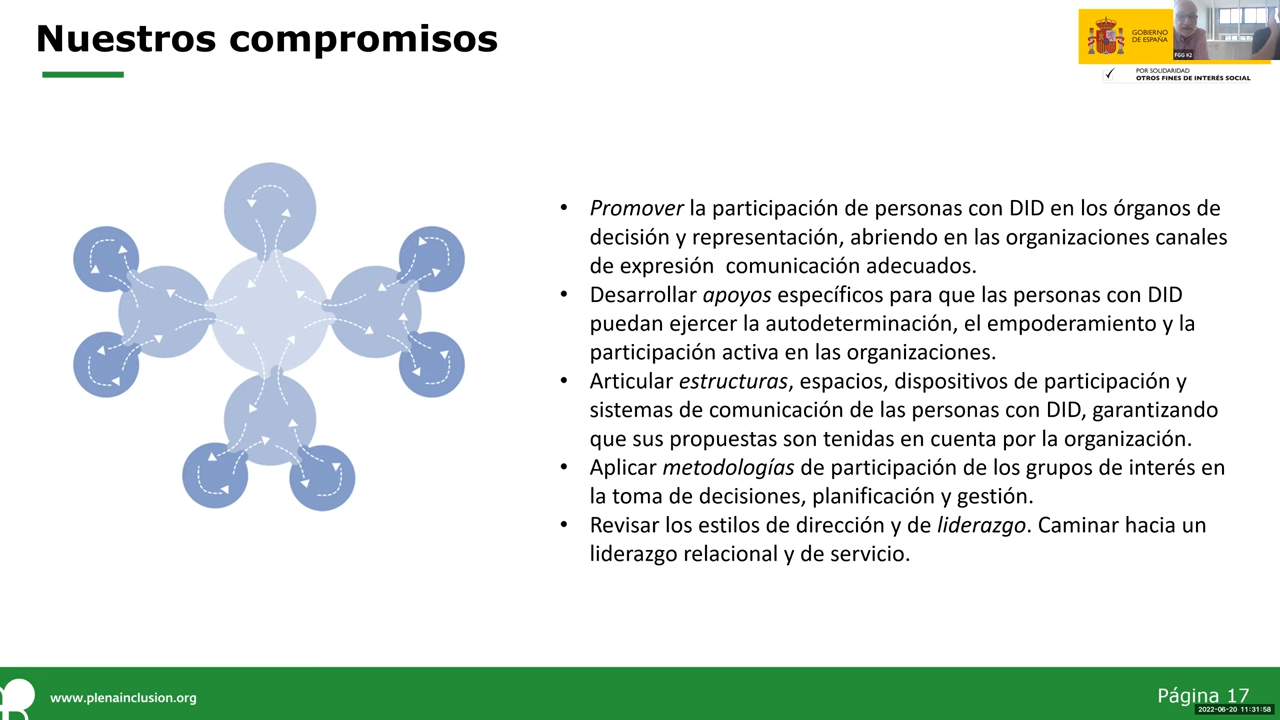 Nuestros compromisos
GOBIERNO
DE ESPAÑA
FGG #2
POR SOLIDARIDAD
OTROS FINES DE INTERÉS SOCIAL
• Promover la participación de personas con DID en los órganos de
decisión y representación, abriendo en las organizaciones canales
de expresión  comunicación adecuados.
• Desarrollar apoyos específicos para que las personas con DID
puedan ejercer la autodeterminación, el empoderamiento y la
participación activa en las organizaciones.
• Articular estructuras, espacios, dispositivos de participación y
sistemas de comunicación de las personas con DID, garantizando
que sus propuestas son tenidas en cuenta por la organización.
• Aplicar metodologías de participación de los grupos de interés en
la toma de decisiones, planificación y gestión.
• Revisar los estilos de dirección y de liderazgo. Caminar hacia un
liderazgo relacional y de servicio.
www.plenainclusion.org
Página 17
2022-06-20 11:31:58